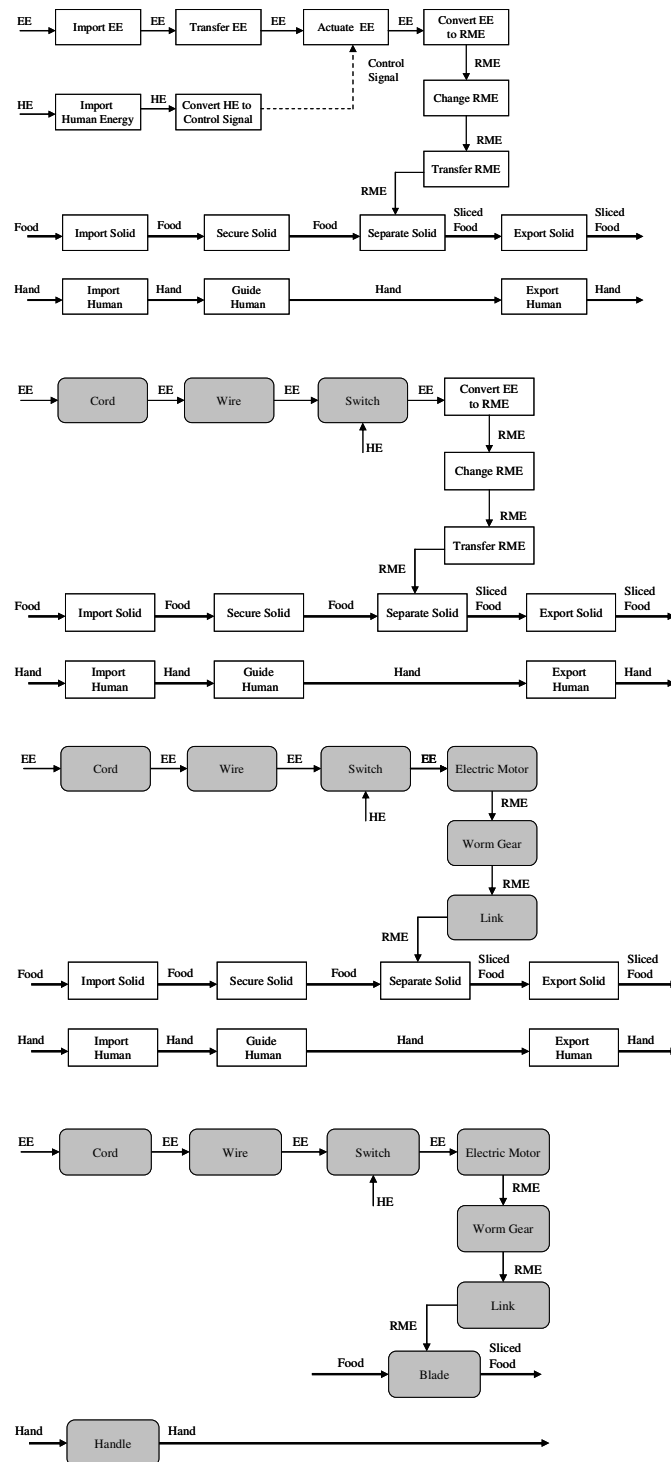 EE
Import EE
EE
Transfer EE
EE
Actuate EE
EE
Convert EE
to RME
Control
Signal
RME
HE
Import
Human Energy
HE
Convert HE to
Control Signal
Change RME
RME
Transfer RME
RME
Food
Import Solid
Food
Secure Solid
Food
Separate Solid
Sliced
Food
Export Solid
Sliced
Food
Hand
Import
Human
Hand
Guide
Human
Hand
Export
Human
Hand
EE
Cord
EE
Wire
EE
Switch
EE
Convert EE
to RME
HE
RME
Change RME
RME
Transfer RME
RME
Food
Import Solid
Food
Secure Solid
Food
Separate Solid
Sliced
Food
Export Solid
Sliced
Food
Hand
Import
Human
Hand
Guide
Human
Hand
Export
Human
Hand
EE
Cord
EE
Wire
EE
Switch
EE
Electric Motor
HE
RME
Worm Gear
RME
Link
RME
Food
Import Solid
Food
Secure Solid
Food
Separate Solid
Sliced
Food
Export Solid
Sliced
Food
Hand
Import
Human
Hand
Guide
Human
Hand
Export
Human
Hand
EE
Cord
EE
Wire
EE
Switch
EE
Electric Motor
HE
RME
Worm Gear
RME
Link
RME
Food
Blade
Sliced
Food
Hand
Handle
Hand